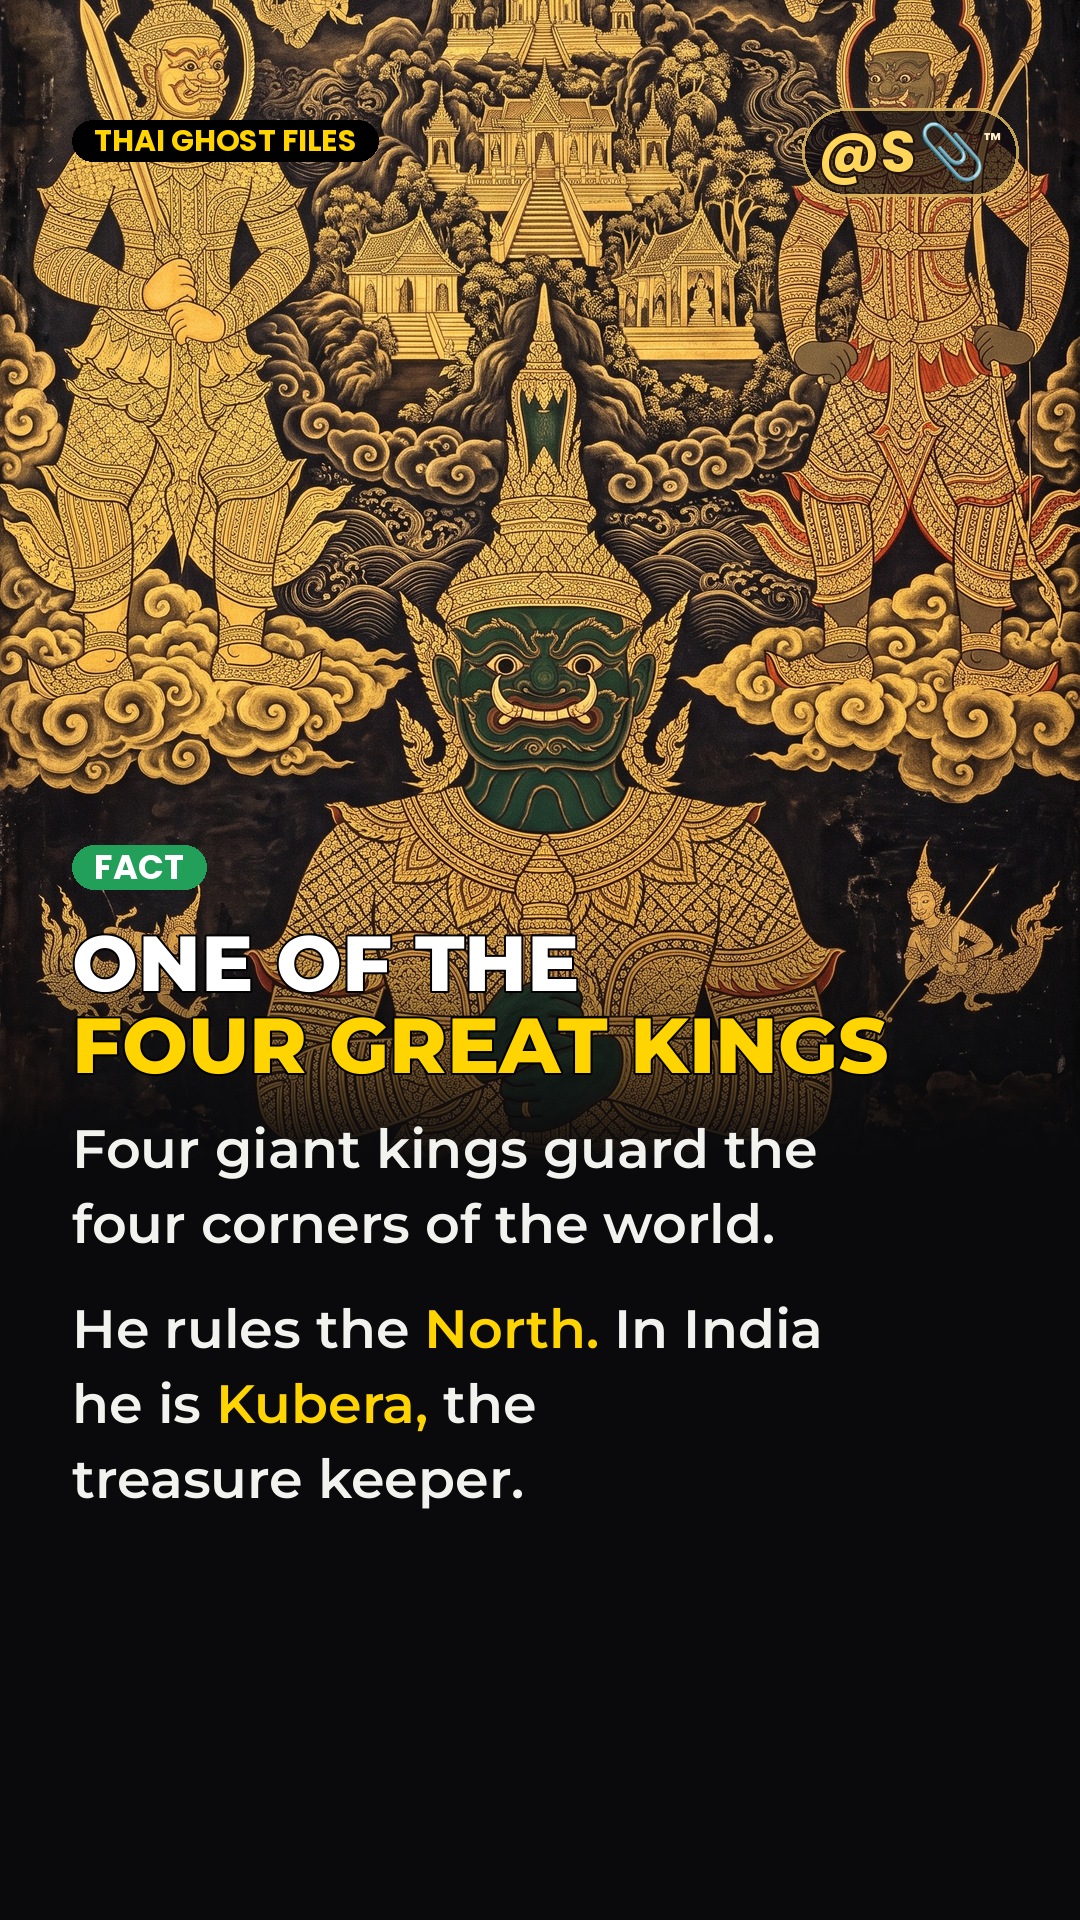 THAI GHOST FILES
@S📎™
FACT
ONE OF THE
FOUR GREAT KINGS
Four giant kings guard the
four corners of the world.
He rules the North. In India
he is Kubera, the
treasure keeper.